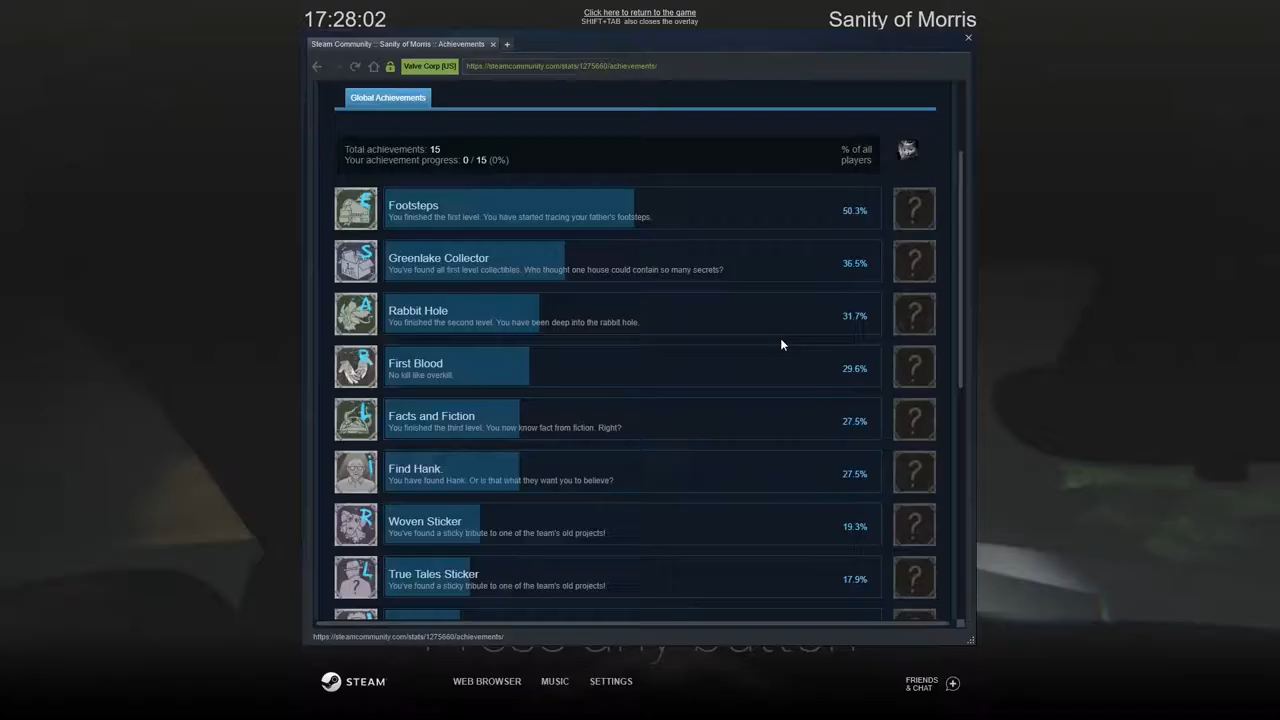 17:28:02
Click here to return to the game
SHIFT+TAB also closes the overlay
Sanity of Morris
Steam Community :: Sanity of Morris :: Achievements
Valve Corp [US]
https://steamcommunity.com/stats/1275660/achievements/
Global Achievements
Total achievements: 15
Your achievement progress: 0 / 15 (0%)
% of all
players
E
Footsteps
You finished the first level. You have started tracing your father's footsteps.
50.3%
?
S
Greenlake Collector
You've found all first level collectibles. Who thought one house could contain so many secrets?
36.5%
?
A
Rabbit Hole
You finished the second level. You have been deep into the rabbit hole.
31.7%
?
R
First Blood
No kill like overkill.
29.6%
?
L
Facts and Fiction
You finished the third level. You now know fact from fiction. Right?
27.5%
?
i
Find Hank.
You have found Hank. Or is that what they want you to believe?
27.5%
?
R
Woven Sticker
You've found a sticky tribute to one of the team's old projects!
19.3%
?
L
True Tales Sticker
You've found a sticky tribute to one of the team's old projects!
17.9%
?
https://steamcommunity.com/stats/1275660/achievements/
Press any button
STEAM
WEB BROWSER
MUSIC
SETTINGS
FRIENDS
& CHAT